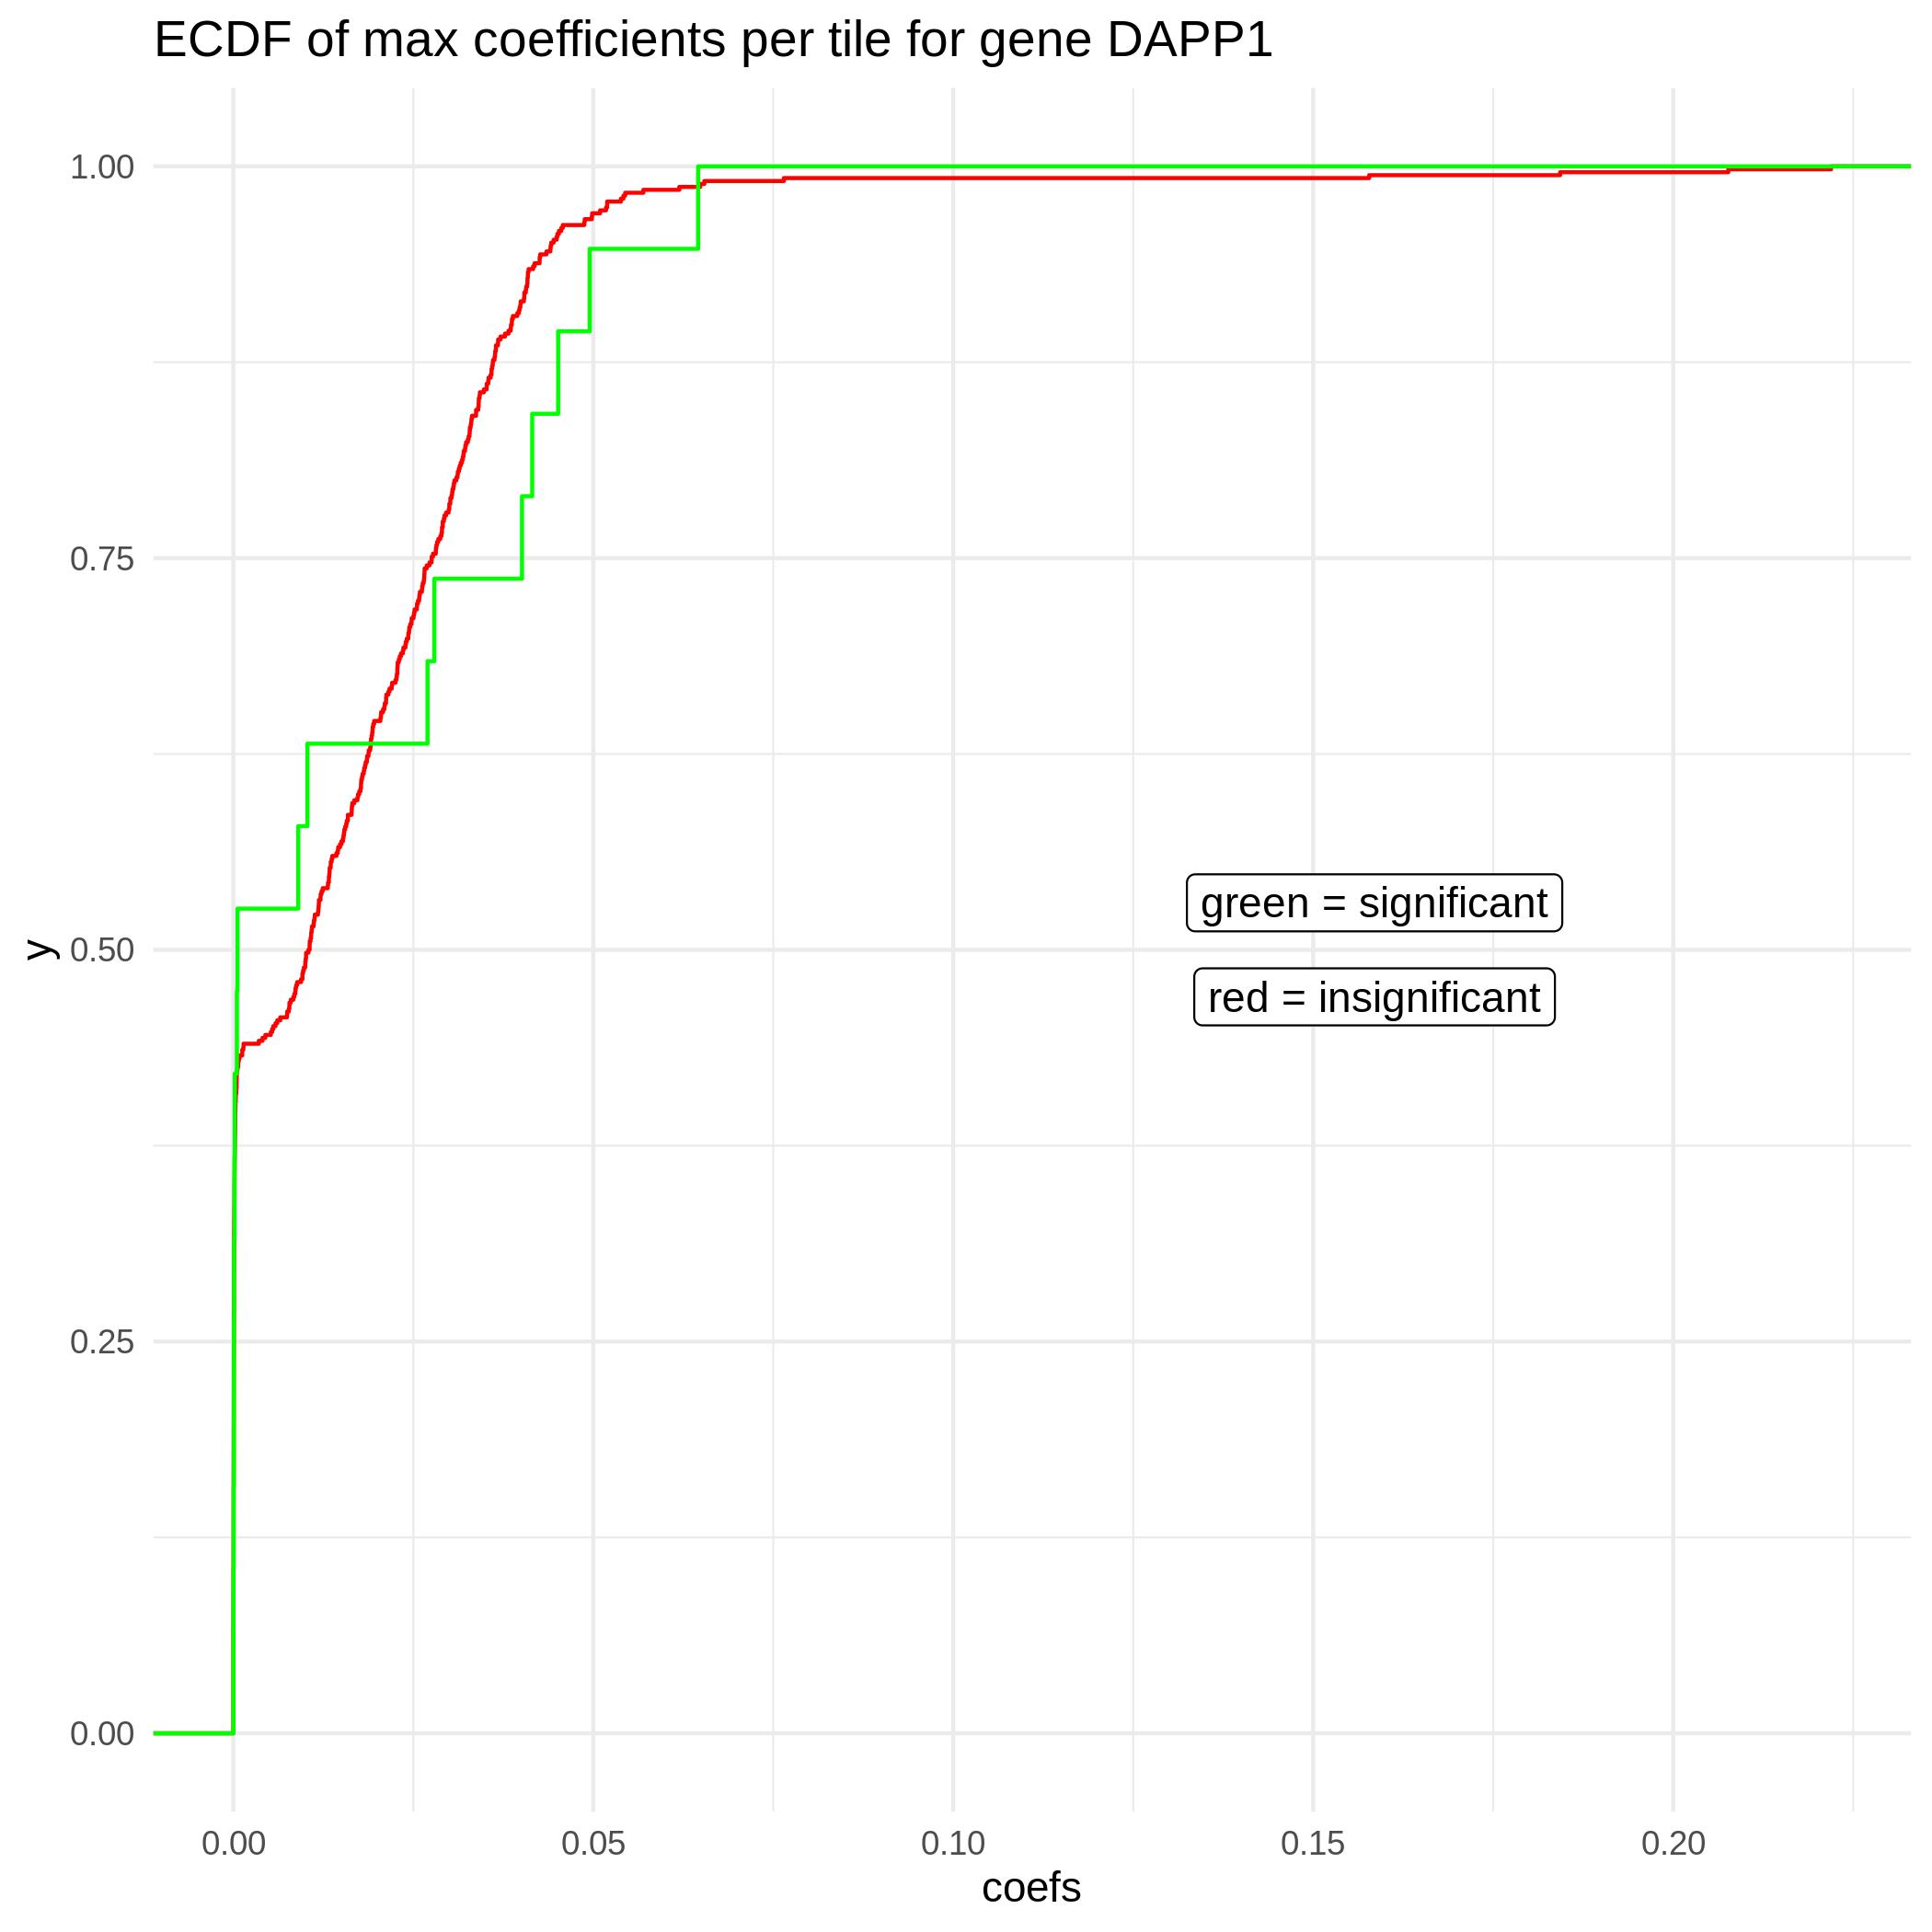 ECDF of max coefficients per tile for gene DAPP1
1.00
0.75
0.50
0.25
0.00
y
green = significant
red = insignificant
0.00 0.05 0.10 0.15 0.20
coefs